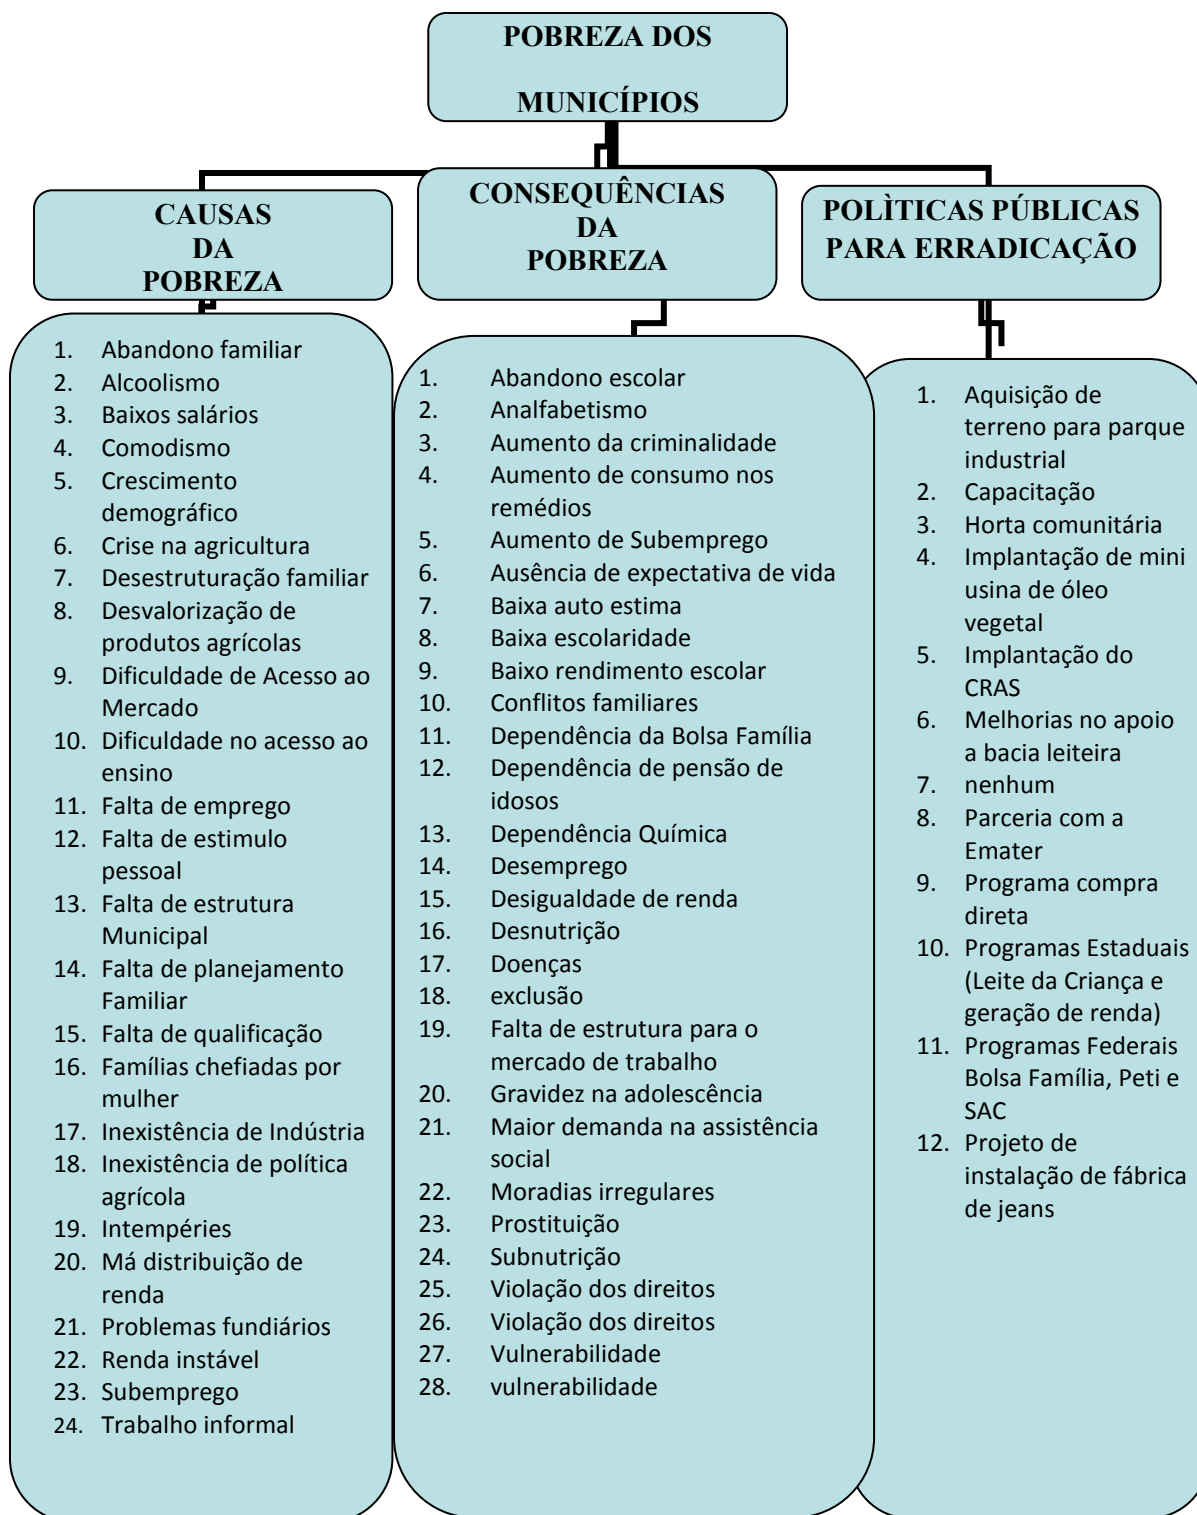 POBREZA DOS
MUNICÍPIOS
CAUSAS
DA
POBREZA
CONSEQUÊNCIAS
DA
POBREZA
POLÌTICAS PÚBLICAS
PARA ERRADICAÇÃO
1. Abandono familiar
2. Alcoolismo
3. Baixos salários
4. Comodismo
5. Crescimento
demográfico
6. Crise na agricultura
7. Desestruturação familiar
8. Desvalorização de
produtos agrícolas
9. Dificuldade de Acesso ao
Mercado
10. Dificuldade no acesso ao
ensino
11. Falta de emprego
12. Falta de estimulo
pessoal
13. Falta de estrutura
Municipal
14. Falta de planejamento
Familiar
15. Falta de qualificação
16. Famílias chefiadas por
mulher
17. Inexistência de Indústria
18. Inexistência de política
agrícola
19. Intempéries
20. Má distribuição de
renda
21. Problemas fundiários
22. Renda instável
23. Subemprego
24. Trabalho informal
1. Abandono escolar
2. Analfabetismo
3. Aumento da criminalidade
4. Aumento de consumo nos
remédios
5. Aumento de Subemprego
6. Ausência de expectativa de vida
7. Baixa auto estima
8. Baixa escolaridade
9. Baixo rendimento escolar
10. Conflitos familiares
11. Dependência da Bolsa Família
12. Dependência de pensão de
idosos
13. Dependência Química
14. Desemprego
15. Desigualdade de renda
16. Desnutrição
17. Doenças
18. exclusão
19. Falta de estrutura para o
mercado de trabalho
20. Gravidez na adolescência
21. Maior demanda na assistência
social
22. Moradias irregulares
23. Prostituição
24. Subnutrição
25. Violação dos direitos
26. Violação dos direitos
27. Vulnerabilidade
28. vulnerabilidade
1. Aquisição de
terreno para parque
industrial
2. Capacitação
3. Horta comunitária
4. Implantação de mini
usina de óleo
vegetal
5. Implantação do
CRAS
6. Melhorias no apoio
a bacia leiteira
7. nenhum
8. Parceria com a
Emater
9. Programa compra
direta
10. Programas Estaduais
(Leite da Criança e
geração de renda)
11. Programas Federais
Bolsa Família, Peti e
SAC
12. Projeto de
instalação de fábrica
de jeans